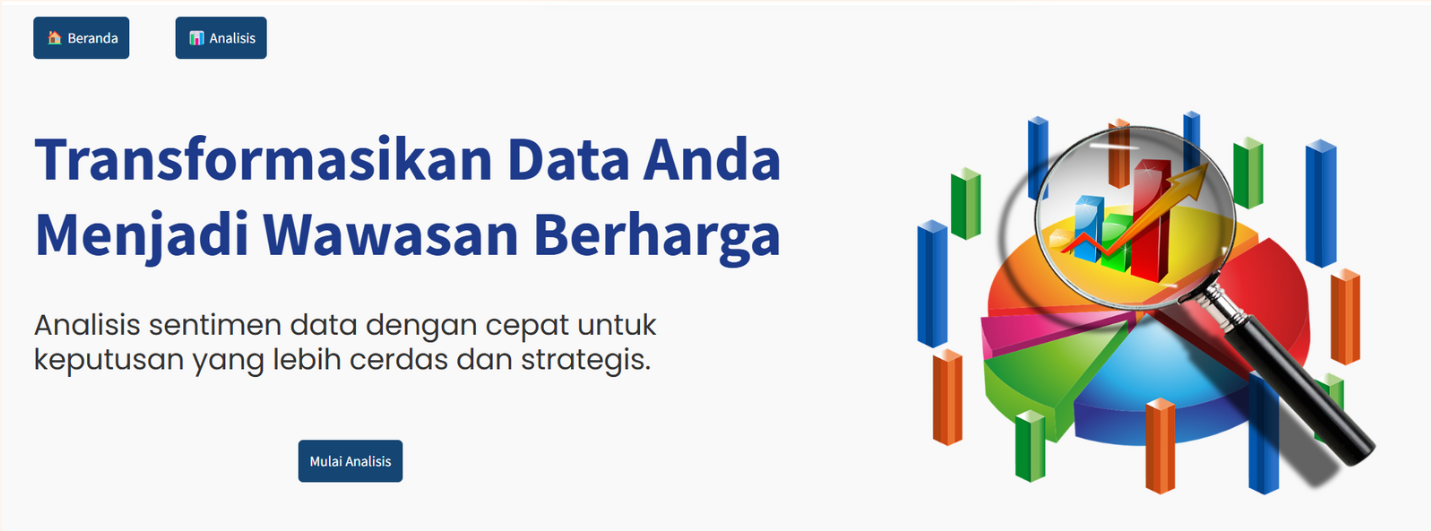 🏠 Beranda
📊 Analisis
Transformasikan Data Anda
Menjadi Wawasan Berharga
Analisis sentimen data dengan cepat untuk
keputusan yang lebih cerdas dan strategis.
Mulai Analisis